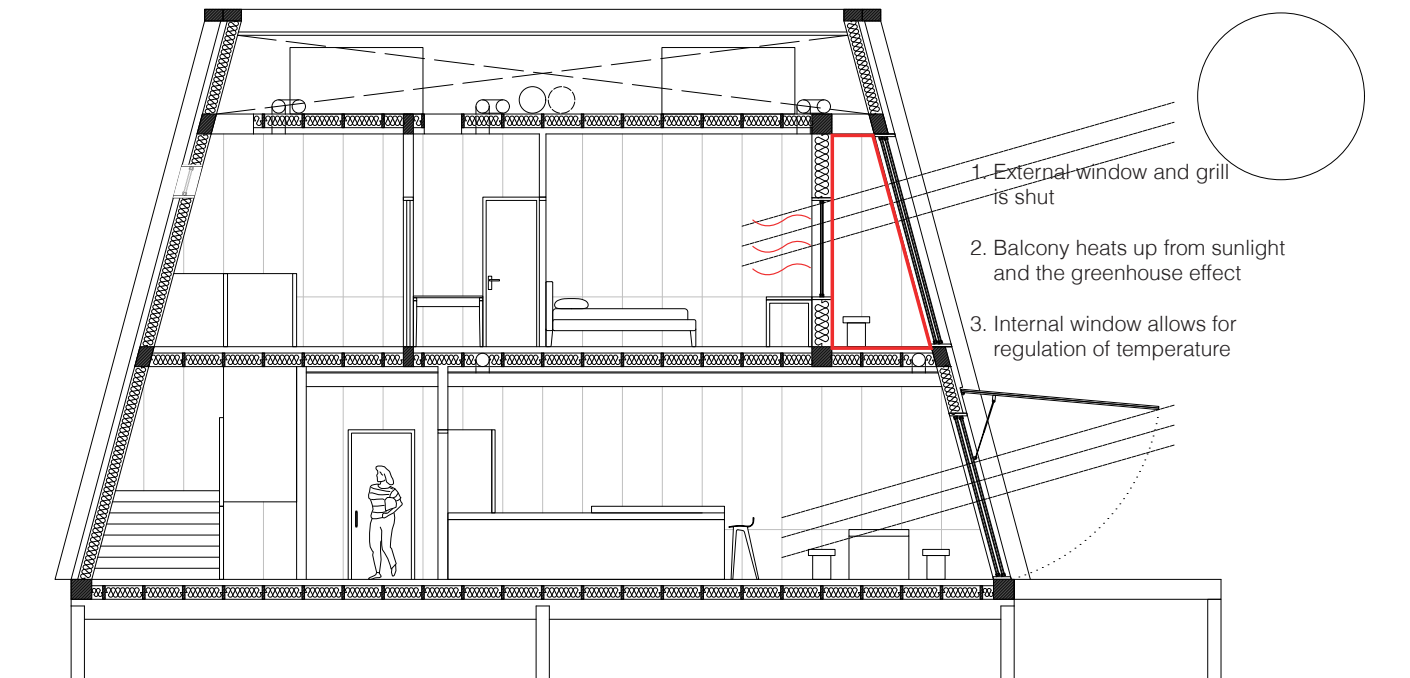 1. External window and grill
is shut
2. Balcony heats up from sunlight
and the greenhouse effect
3. Internal window allows for
regulation of temperature